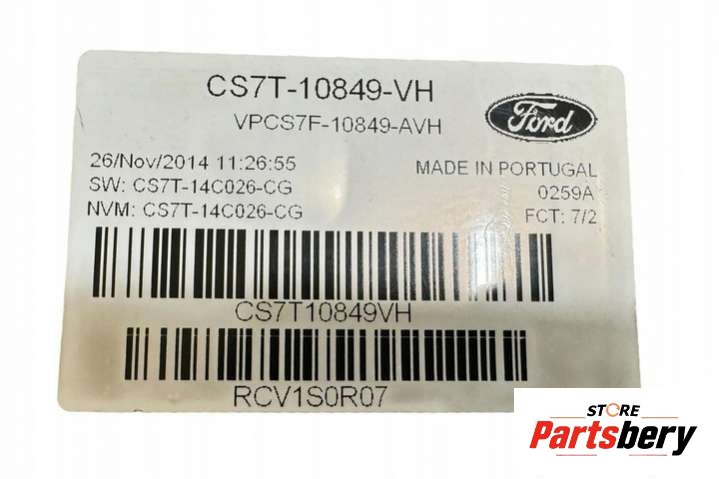 CS7T-10849-VH
VPCS7F-10849-AVH
Ford
26/Nov/2014 11:26:55
MADE IN PORTUGAL
SW: CS7T-14C026-CG
0259A
NVM: CS7T-14C026-CG
FCT: 7/2
CS7T10849VH
RCV1S0R07
STORE
Partsbery